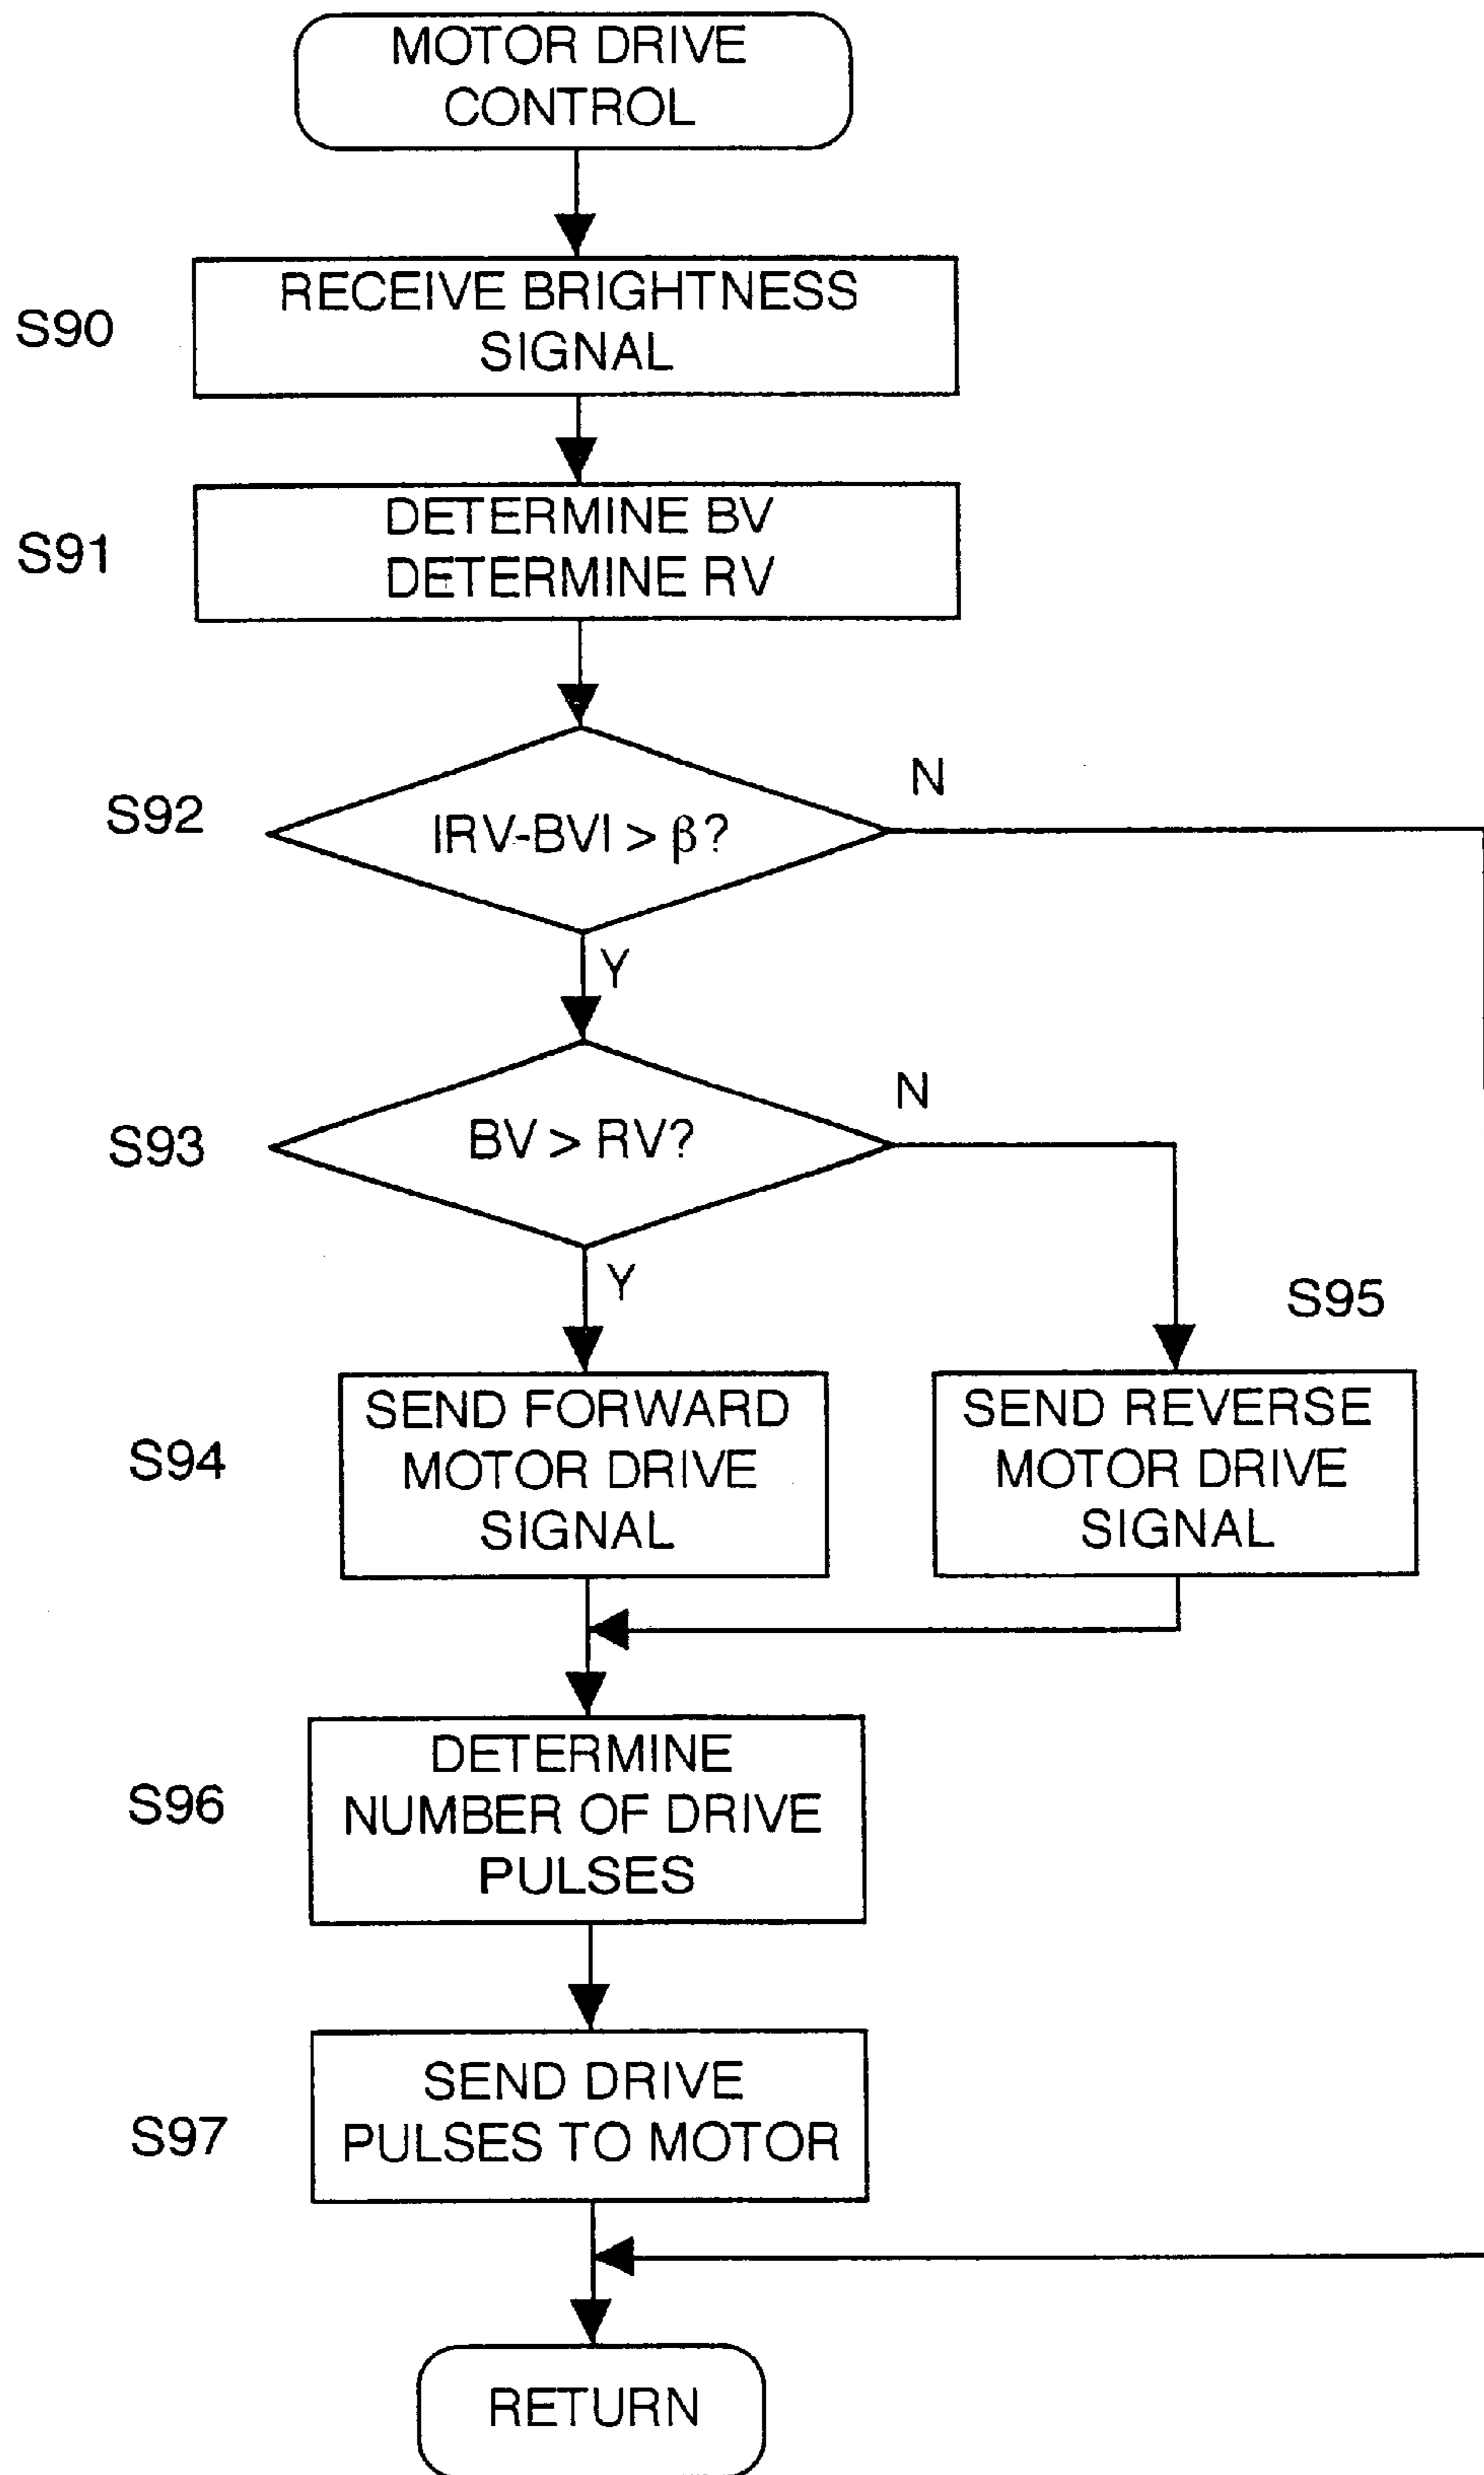 MOTOR DRIVE
CONTROL
S90
RECEIVE BRIGHTNESS
SIGNAL
S91
DETERMINE BV
DETERMINE RV
S92
IRV-BVI > β?
N
Y
S93
BV > RV?
N
Y
S94
SEND FORWARD
MOTOR DRIVE
SIGNAL
S95
SEND REVERSE
MOTOR DRIVE
SIGNAL
S96
DETERMINE
NUMBER OF DRIVE
PULSES
S97
SEND DRIVE
PULSES TO MOTOR
RETURN